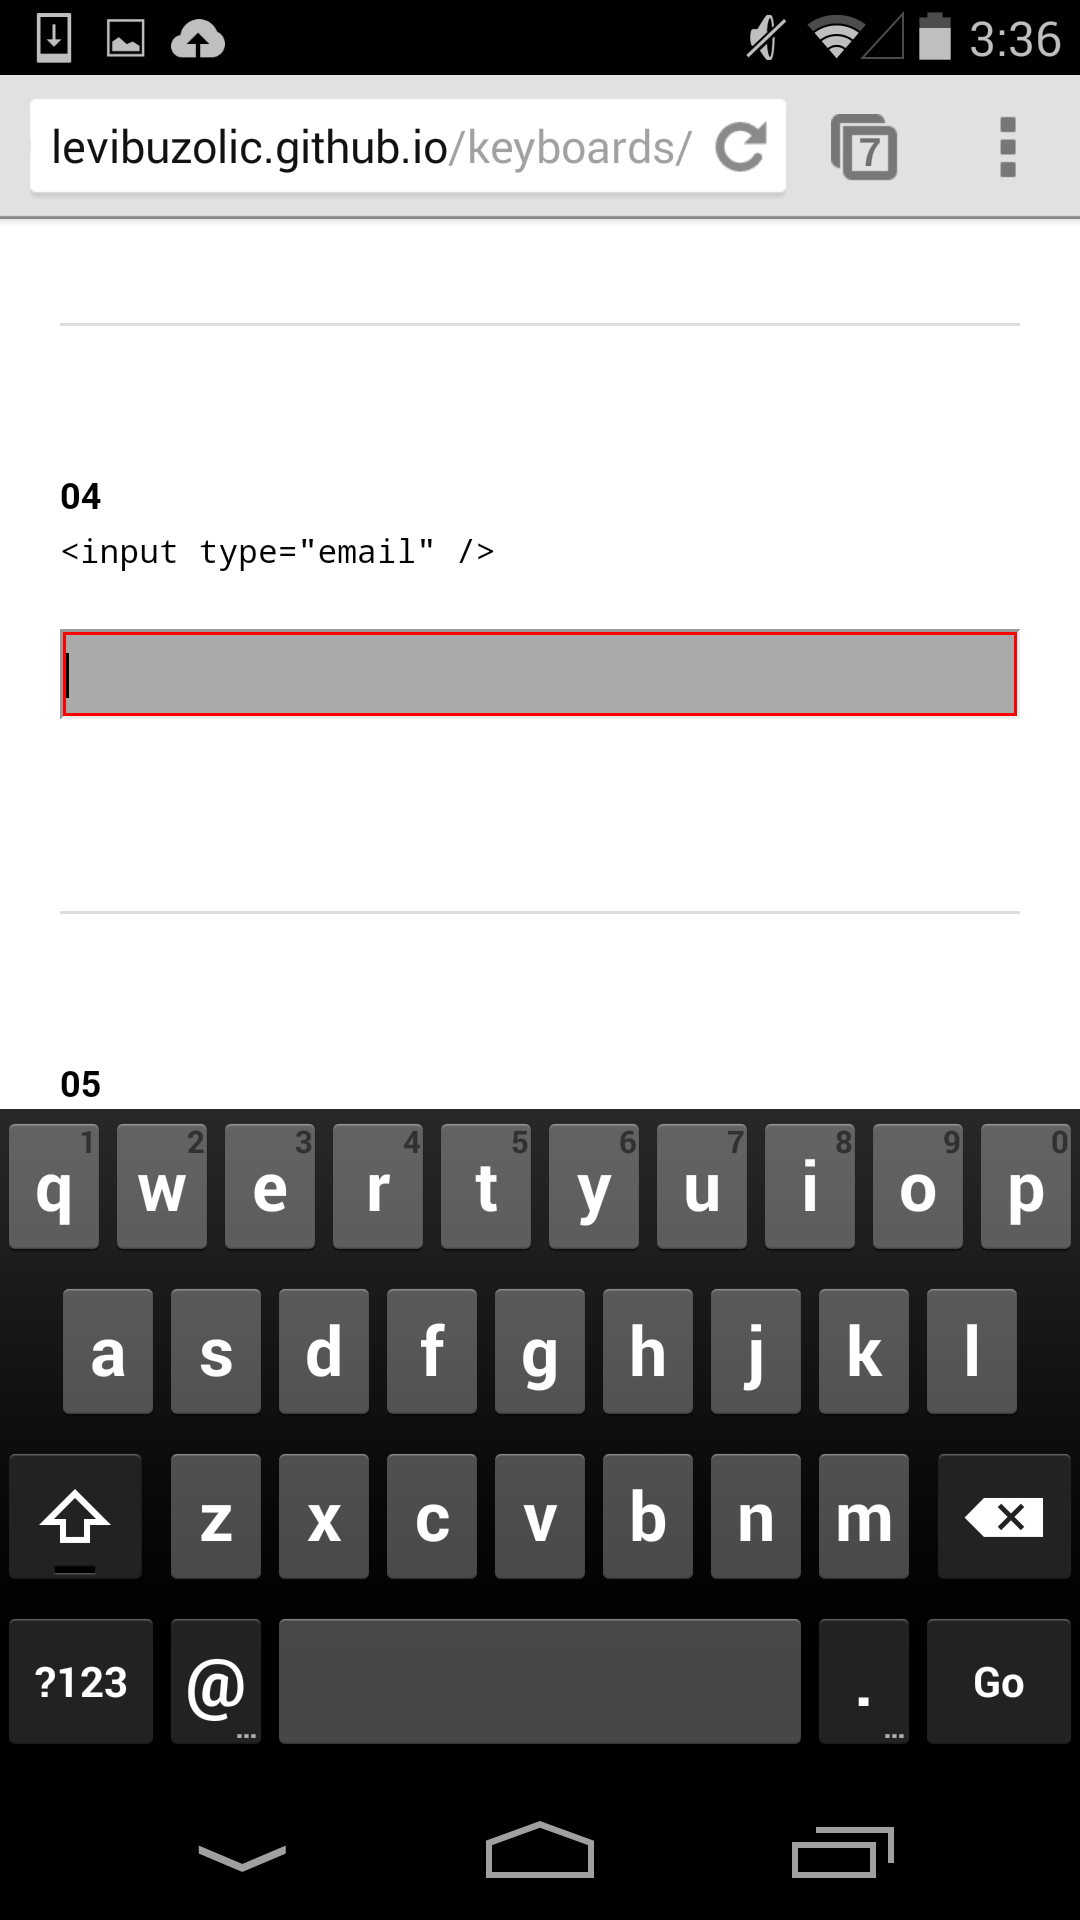 3:36
levibuzolic.github.io/keyboards/
7
04
<input type="email" />
05
1 2 3 4 5 6 7 8 9 0
q w e r t y u i o p
a s d f g h j k l
z x c v b n m
?123 @ ... . ... Go